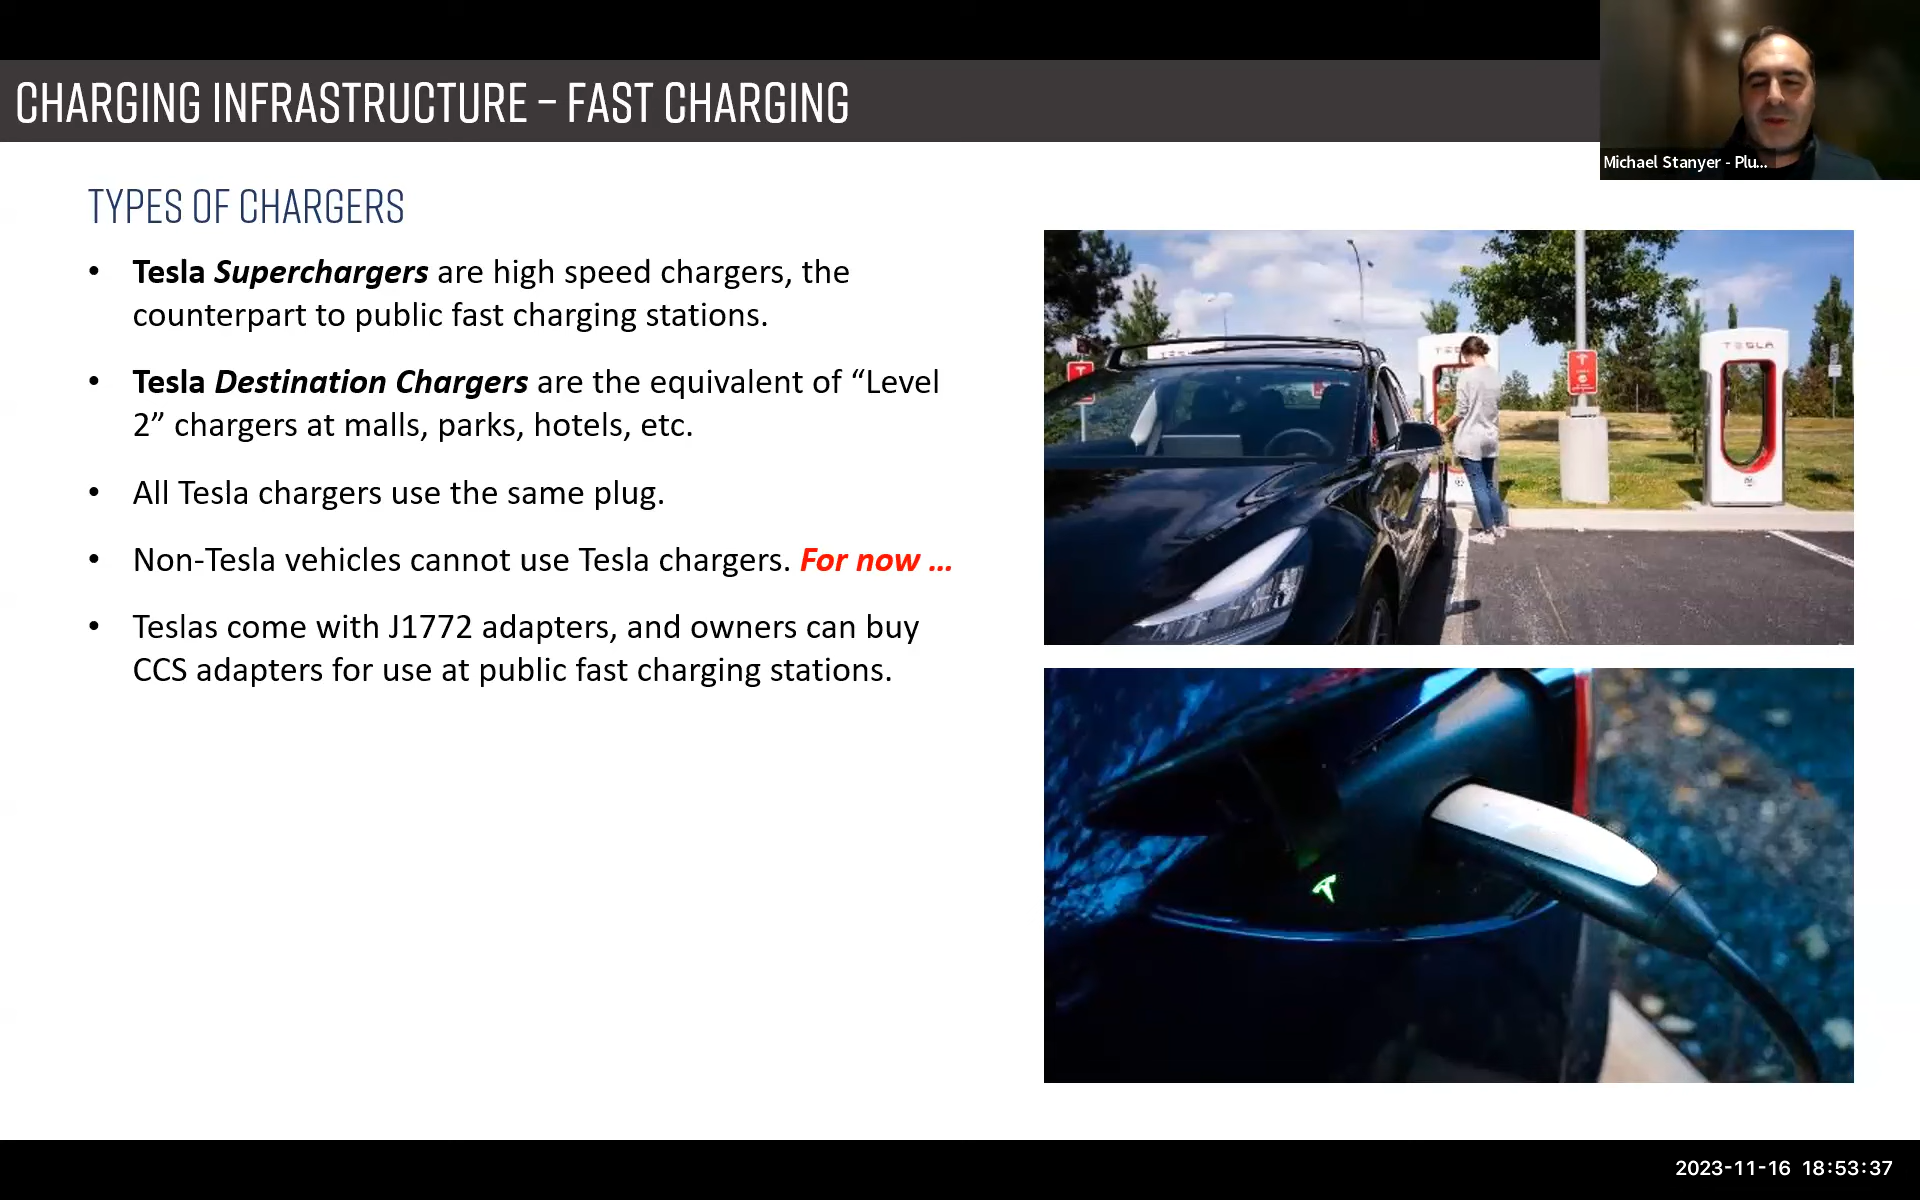 CHARGING INFRASTRUCTURE – FAST CHARGING
Michael Stanyer - Plu...
TYPES OF CHARGERS
• Tesla Superchargers are high speed chargers, the
counterpart to public fast charging stations.
• Tesla Destination Chargers are the equivalent of “Level
2” chargers at malls, parks, hotels, etc.
• All Tesla chargers use the same plug.
• Non-Tesla vehicles cannot use Tesla chargers. For now ...
• Teslas come with J1772 adapters, and owners can buy
CCS adapters for use at public fast charging stations.
TESLA
2023-11-16 18:53:37